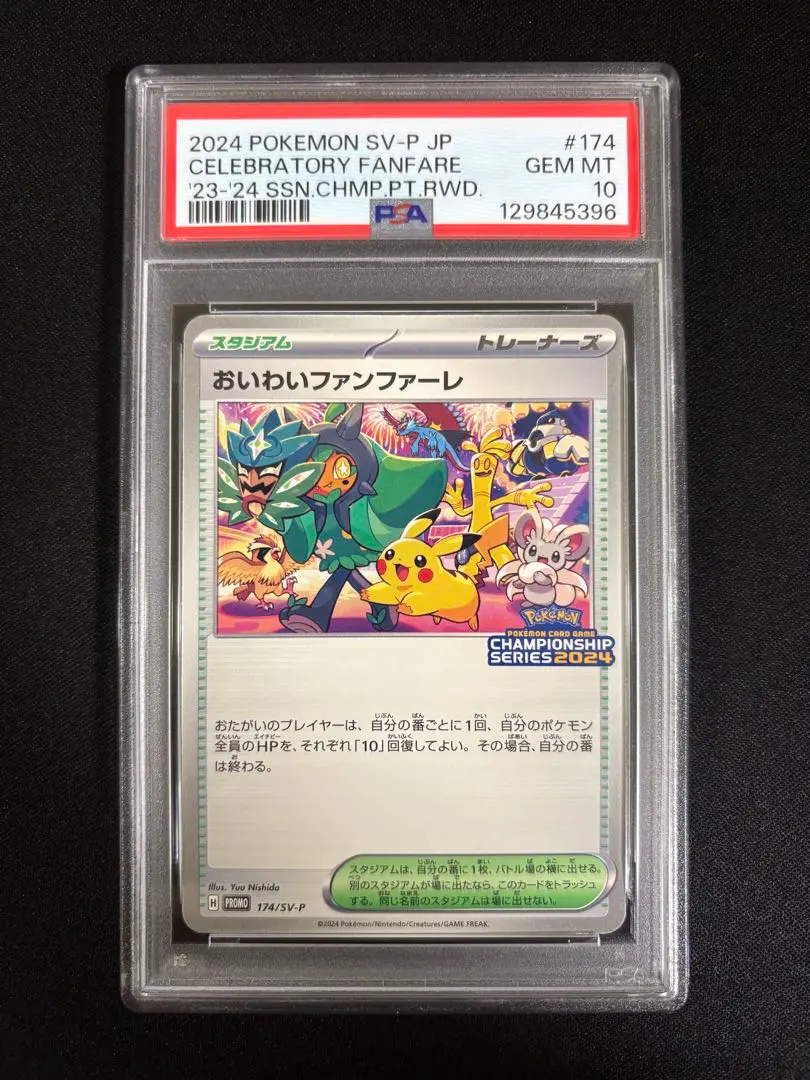 2024 POKEMON SV-P JP #174
CELEBRATORY FANFARE GEM MT
'23-'24 SSN.CHMP.PT.RWD. 10
PSA 129845396
スタジアム トレーナーズ
おいわいファンファーレ
Pokémon
POKÉMON CARD GAME
CHAMPIONSHIP
SERIES 2024
おたがいのプレイヤーは、自分の番ごとに1回、自分のポケモン
全員のHPを、それぞれ「10」回復してよい。その場合、自分の番
は終わる。
スタジアムは、自分の番に1枚、バトル場の横に出せる。
別のスタジアムが場に出たなら、このカードをトラッシュ
する。同じ名前のスタジアムは場に出せない。
Illus. Yuu Nishida
H PROMO 174/SV-P
©2024 Pokémon/Nintendo/Creatures/GAME FREAK.